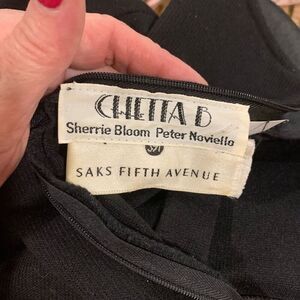 CHETTA B
Sherrie Bloom Peter Noviello
SAKS FIFTH AVENUE